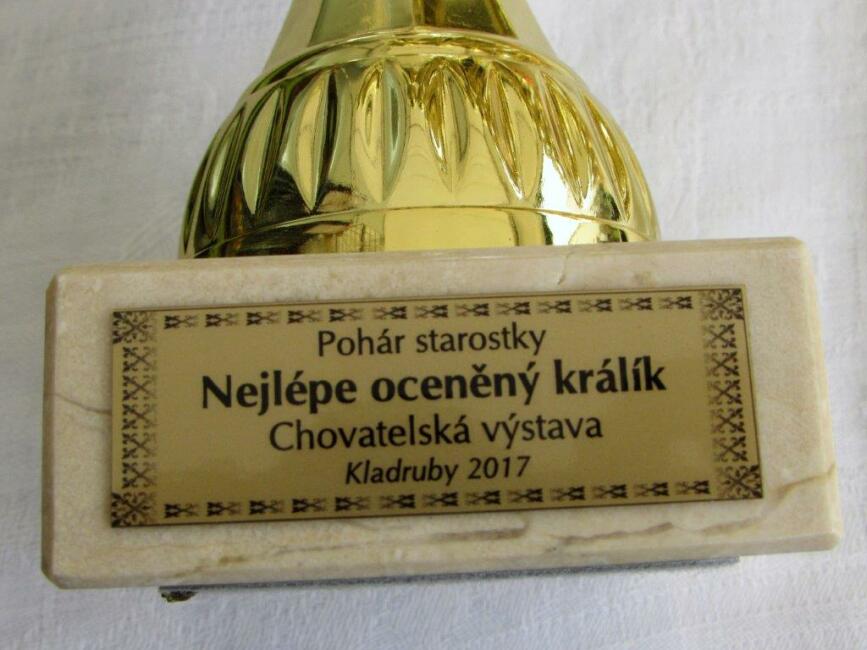 Pohár starostky
Nejlépe oceněný králík
Chovatelská výstava
Kladruby 2017